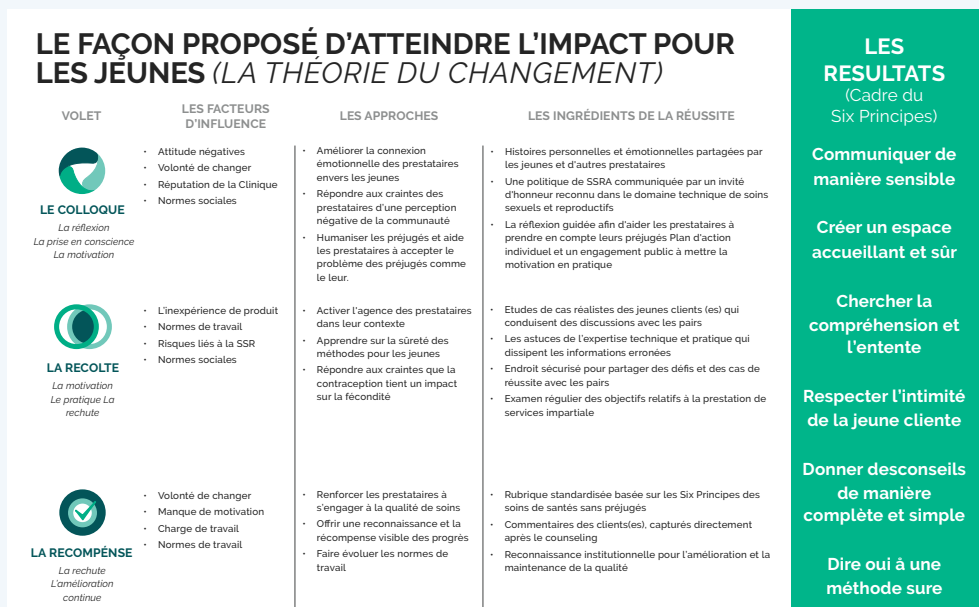 LE FAÇON PROPOSÉ D'ATTEINDRE L'IMPACT POUR
LES JEUNES (LA THÉORIE DU CHANGEMENT)
VOLET
LES FACTEURS
D'INFLUENCE
LES APPROCHES
LES INGRÉDIENTS DE LA RÉUSSITE
LE COLLOQUE
La réflexion
La prise en conscience
La motivation
· Attitude négatives
· Volonté de changer
· Réputation de la Clinique
· Normes sociales
· Améliorer la connexion
émotionnelle des prestataires
envers les jeunes
· Répondre aux craintes des
prestataires d'une perception
négative de la communauté
· Humaniser les préjugés et aide
les prestataires à accepter le
problème des préjugés comme
le leur.
· Histoires personnelles et émotionnelles partagées par
les jeunes et d'autres prestataires
· Une politique de SSRA communiquée par un invité
d'honneur reconnu dans le domaine technique de soins
sexuels et reproductifs
· La réflexion guidée afin d'aider les prestataires à
prendre en compte leurs préjugés Plan d'action
individuel et un engagement public à mettre la
motivation en pratique
LA RECOLTE
La motivation
Le pratique La
rechute
· L'inexpérience de produit
· Normes de travail
· Risques liés à la SSR
· Normes sociales
· Activer l'agence des prestataires
dans leur contexte
· Apprendre sur la sûreté des
méthodes pour les jeunes
· Répondre aux craintes que la
contraception tient un impact
sur la fécondité
· Etudes de cas réalistes des jeunes clients (es) qui
conduisent des discussions avec les pairs
· Les astuces de l'expertise technique et pratique qui
dissipent les informations erronées
· Endroit sécurisé pour partager des défis et des cas de
réussite avec les pairs
· Examen régulier des objectifs relatifs à la prestation de
services impartiale
LA RECOMPÉNSE
La rechute
L'amélioration
continue
· Volonté de changer
· Manque de motivation
· Charge de travail
· Normes de travail
· Renforcer les prestataires à
s'engager à la qualité de soins
· Offrir une reconnaissance et la
récompense visible des progrès
· Faire évoluer les normes de
travail
· Rubrique standardisée basée sur les Six Principes des
soins de santés sans préjugés
· Commentaires des clients(es), capturés directement
après le counseling
· Reconnaissance institutionnelle pour l'amélioration et la
maintenance de la qualité
LES
RESULTATS
(Cadre du
Six Principes)
Communiquer de
manière sensible
Créer un espace
accueillant et sûr
Chercher la
compréhension et
l'entente
Respecter l'intimité
de la jeune cliente
Donner desconseils
de manière
complète et simple
Dire oui à une
méthode sure